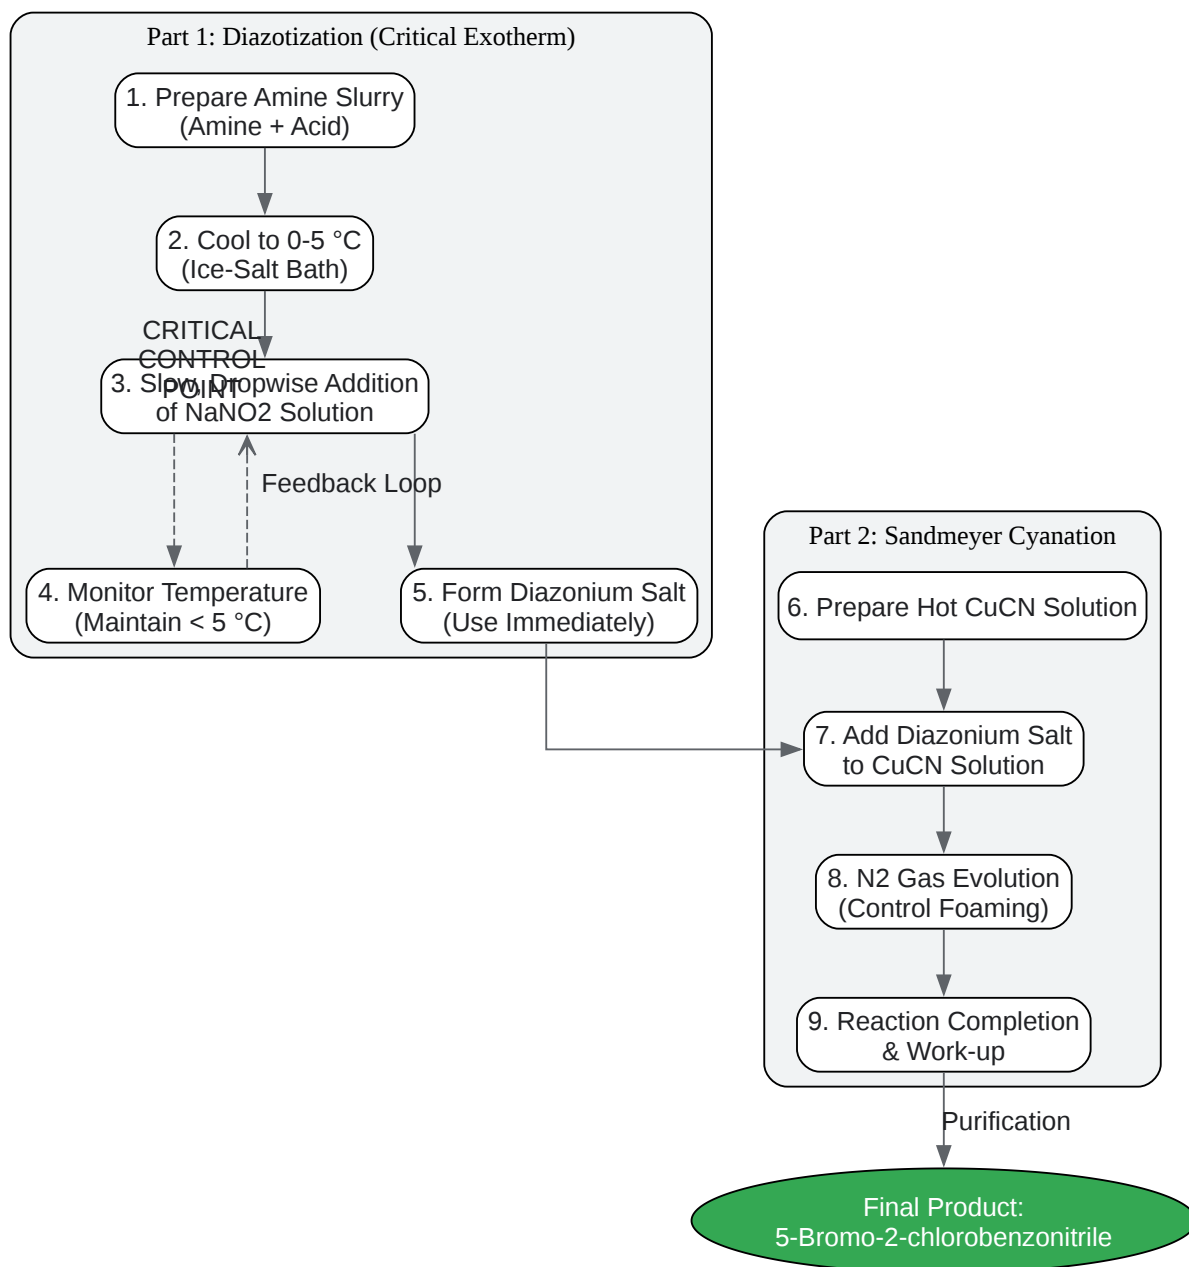 Part 1: Diazotization (Critical Exotherm)
1. Prepare Amine Slurry
(Amine + Acid)
2. Cool to 0-5 °C
(Ice-Salt Bath)
CRITICAL
CONTROL
POINT
3. Slow, Dropwise Addition
of NaNO2 Solution
Feedback Loop
4. Monitor Temperature
(Maintain < 5 °C)
5. Form Diazonium Salt
(Use Immediately)
Part 2: Sandmeyer Cyanation
6. Prepare Hot CuCN Solution
7. Add Diazonium Salt
to CuCN Solution
8. N2 Gas Evolution
(Control Foaming)
9. Reaction Completion
& Work-up
Purification
Final Product:
5-Bromo-2-chlorobenzonitrile